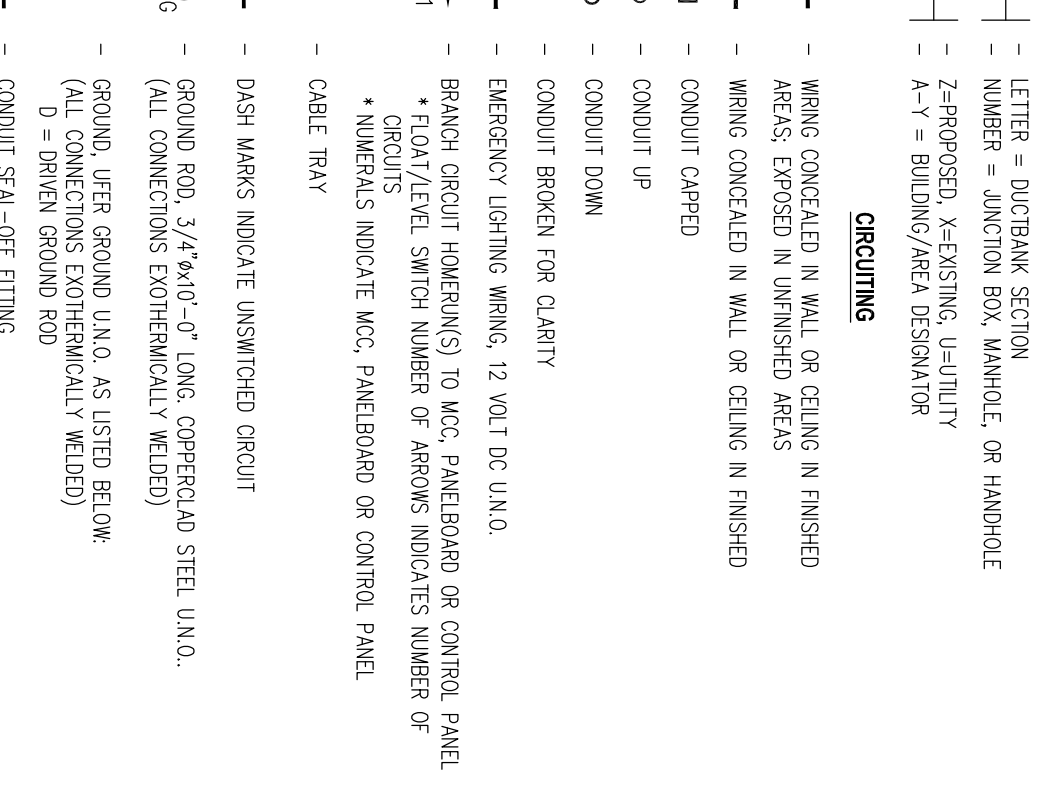 - LETTER = DUCTBANK SECTION
- NUMBER = JUNCTION BOX, MANHOLE, OR HANDHOLE
- Z=PROPOSED, X=EXISTING, U=UTILITY
- A-Y = BUILDING/AREA DESIGNATOR
CIRCUITING
- WIRING CONCEALED IN WALL OR CEILING IN FINISHED
AREAS; EXPOSED IN UNFINISHED AREAS
- WIRING CONCEALED IN WALL OR CEILING IN FINISHED
- CONDUIT CAPPED
- CONDUIT UP
- CONDUIT DOWN
- CONDUIT BROKEN FOR CLARITY
- EMERGENCY LIGHTING WIRING, 12 VOLT DC U.N.O.
- BRANCH CIRCUIT HOMERUN(S) TO MCC, PANELBOARD OR CONTROL PANEL
* FLOAT/LEVEL SWITCH NUMBER OF ARROWS INDICATES NUMBER OF
1 CIRCUITS
* NUMERALS INDICATE MCC, PANELBOARD OR CONTROL PANEL
- CABLE TRAY
- DASH MARKS INDICATE UNSWITCHED CIRCUIT
- GROUND ROD, 3/4"øx10'-0" LONG. COPPERCLAD STEEL U.N.O..
G (ALL CONNECTIONS EXOTHERMICALLY WELDED)
- GROUND, UFER GROUND U.N.O. AS LISTED BELOW:
(ALL CONNECTIONS EXOTHERMICALLY WELDED)
D = DRIVEN GROUND ROD
- CONDUIT SEAL-OFF FITTING